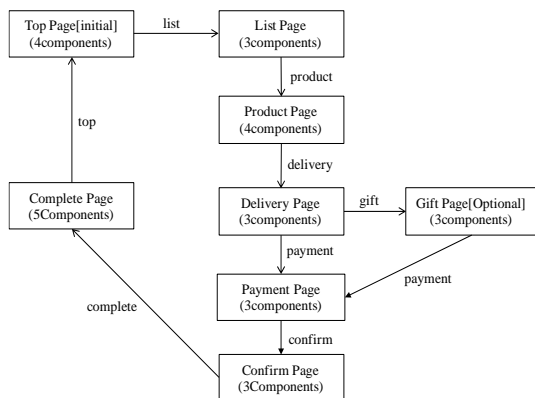 Top Page[initial]
(4components)
list
List Page
(3components)
product
Product Page
(4components)
top
delivery
Complete Page
(5Components)
Delivery Page
(3components)
gift
Gift Page[Optional]
(3components)
payment
payment
Payment Page
(3components)
complete
confirm
Confirm Page
(3Components)